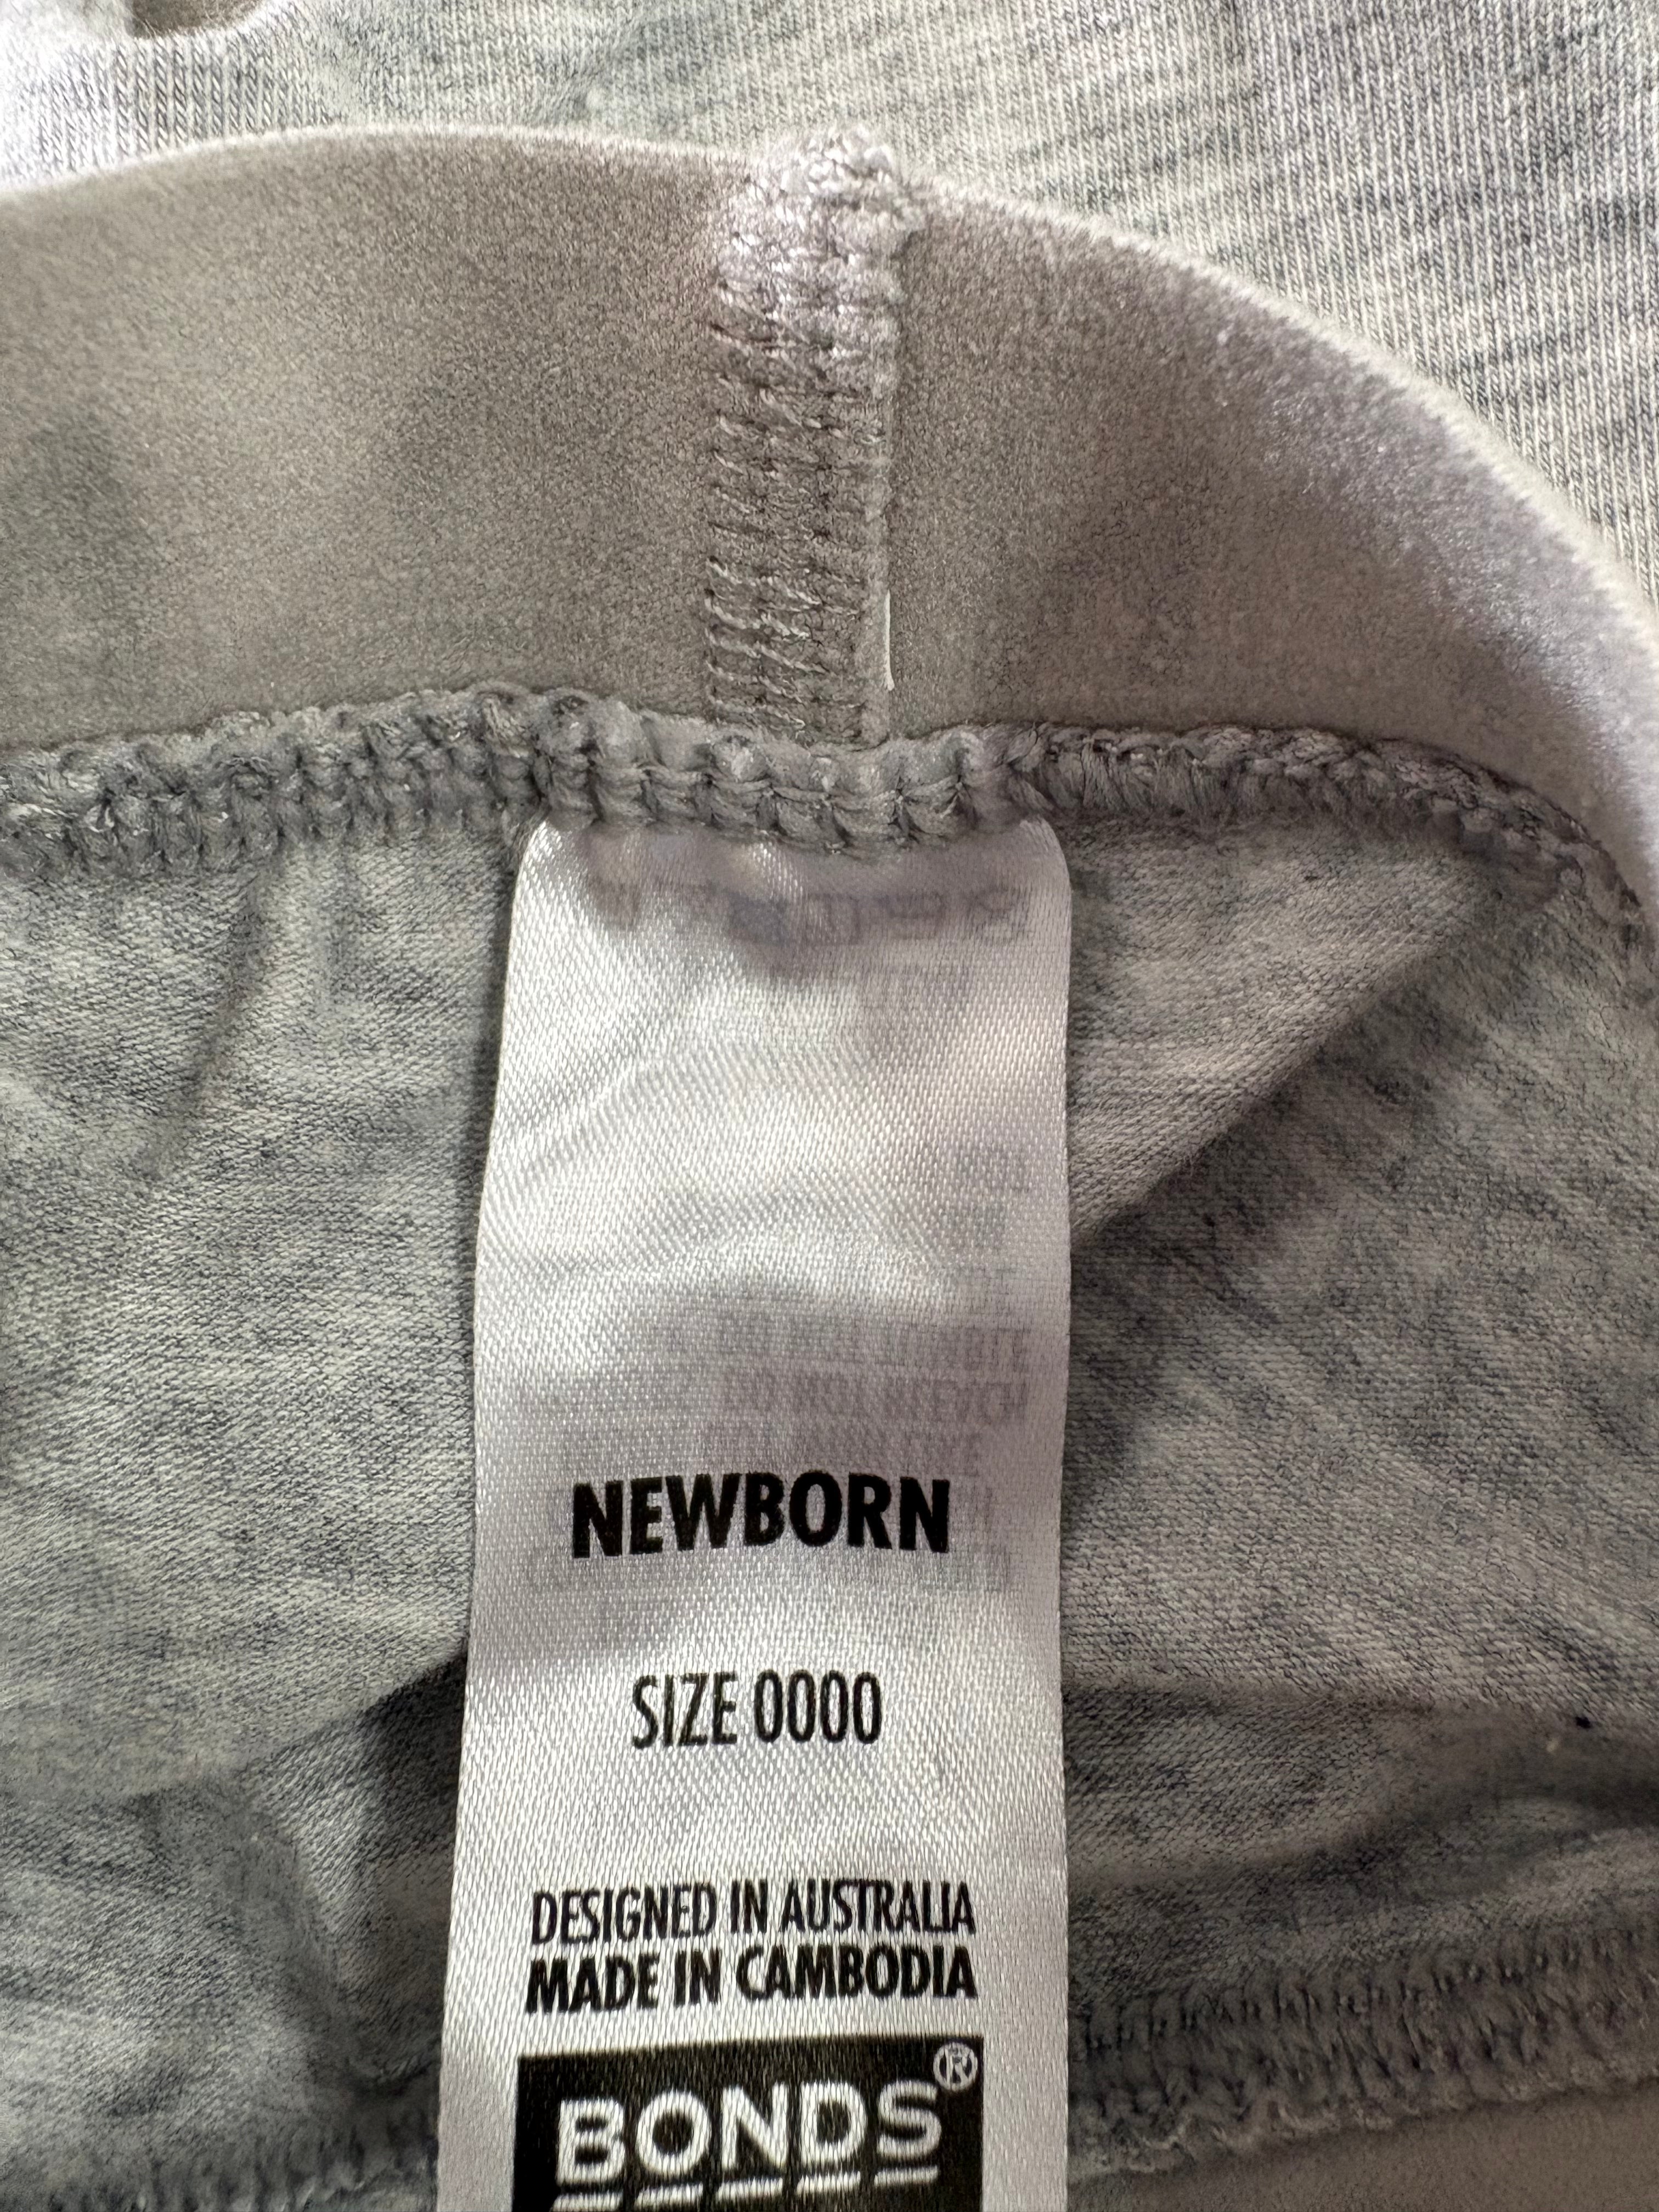 NEWBORN
SIZE 0000
DESIGNED IN AUSTRALIA
MADE IN CAMBODIA
BONDS®